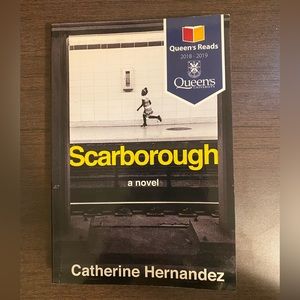 Queen's Reads
2018 - 2019
Queen's
UNIVERSITY
Scarborough
a novel
Catherine Hernandez